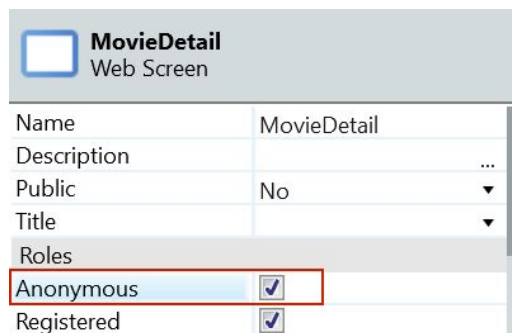 MovieDetail
Web Screen
Name MovieDetail
Description ...
Public No
Title
Roles
Anonymous
Registered